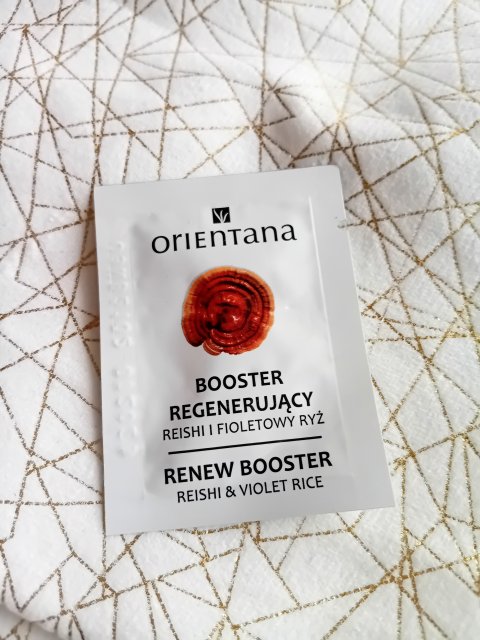 ORIENTANA
BOOSTER
REGENERUJĄCY
REISHI I FIOLETOWY RYŻ
RENEW BOOSTER
REISHI & VIOLET RICE